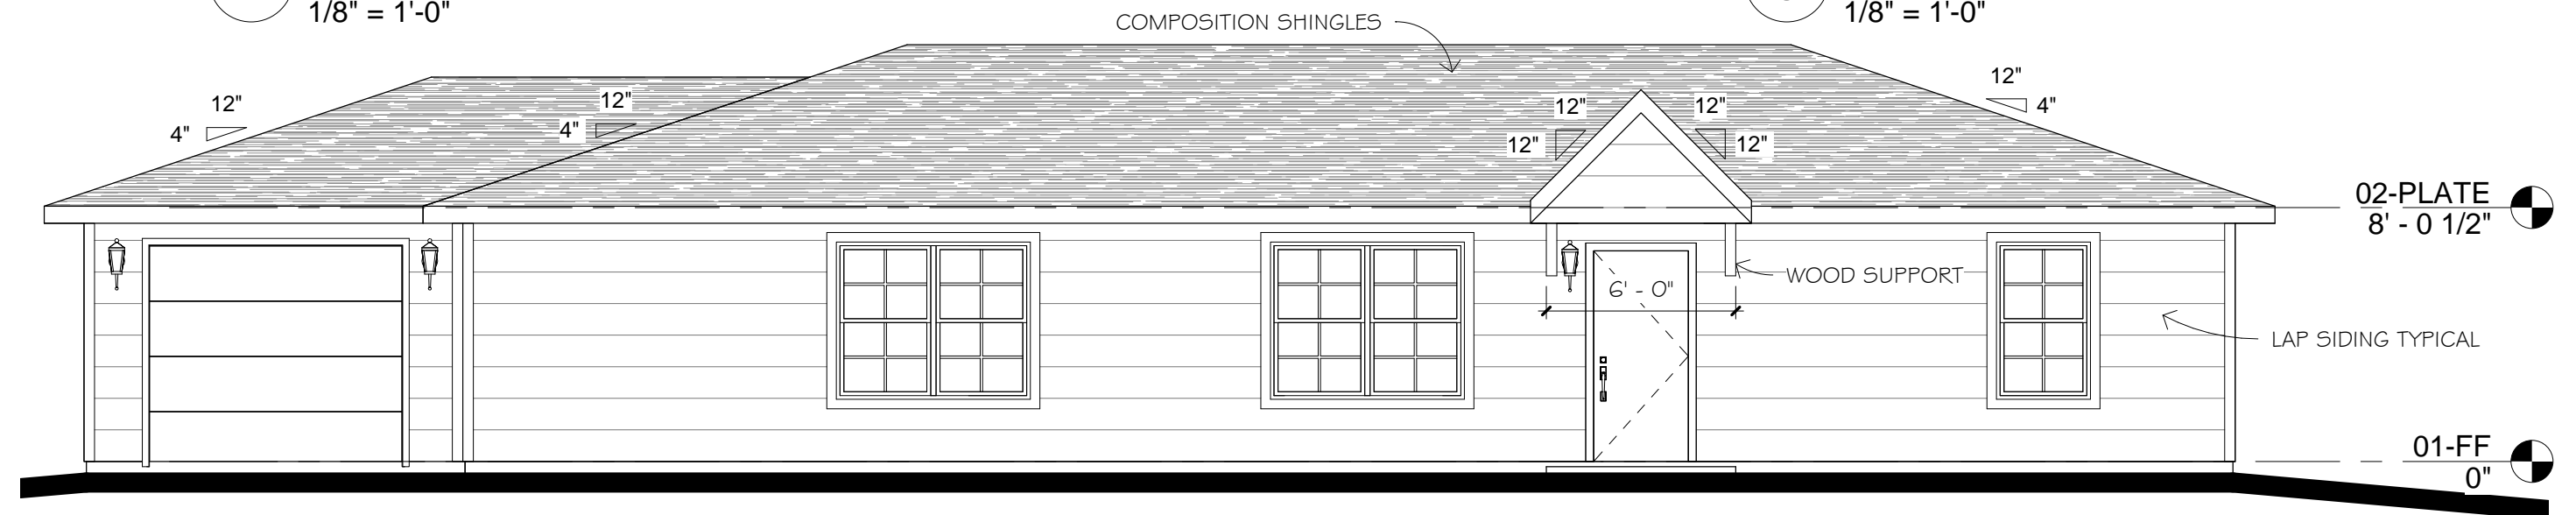 1/8" = 1'-0"
1/8" = 1'-0"
COMPOSITION SHINGLES
12"
4"
12"
4"
12"
12"
12"
12"
12"
4"
02-PLATE
8' - 0 1/2"
WOOD SUPPORT
6' - 0"
LAP SIDING TYPICAL
01-FF
0"